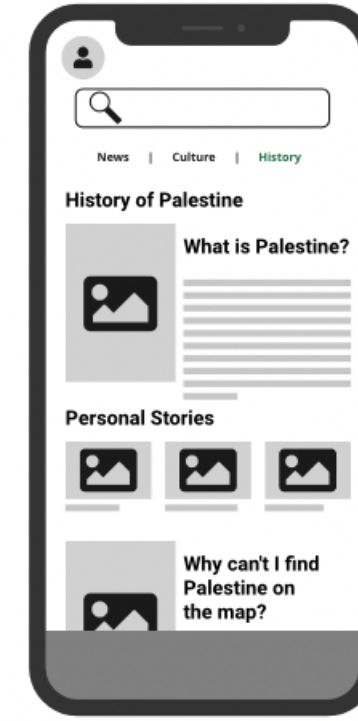 News | Culture | History
History of Palestine
What is Palestine?
Personal Stories
Why can't I find
Palestine on
the map?